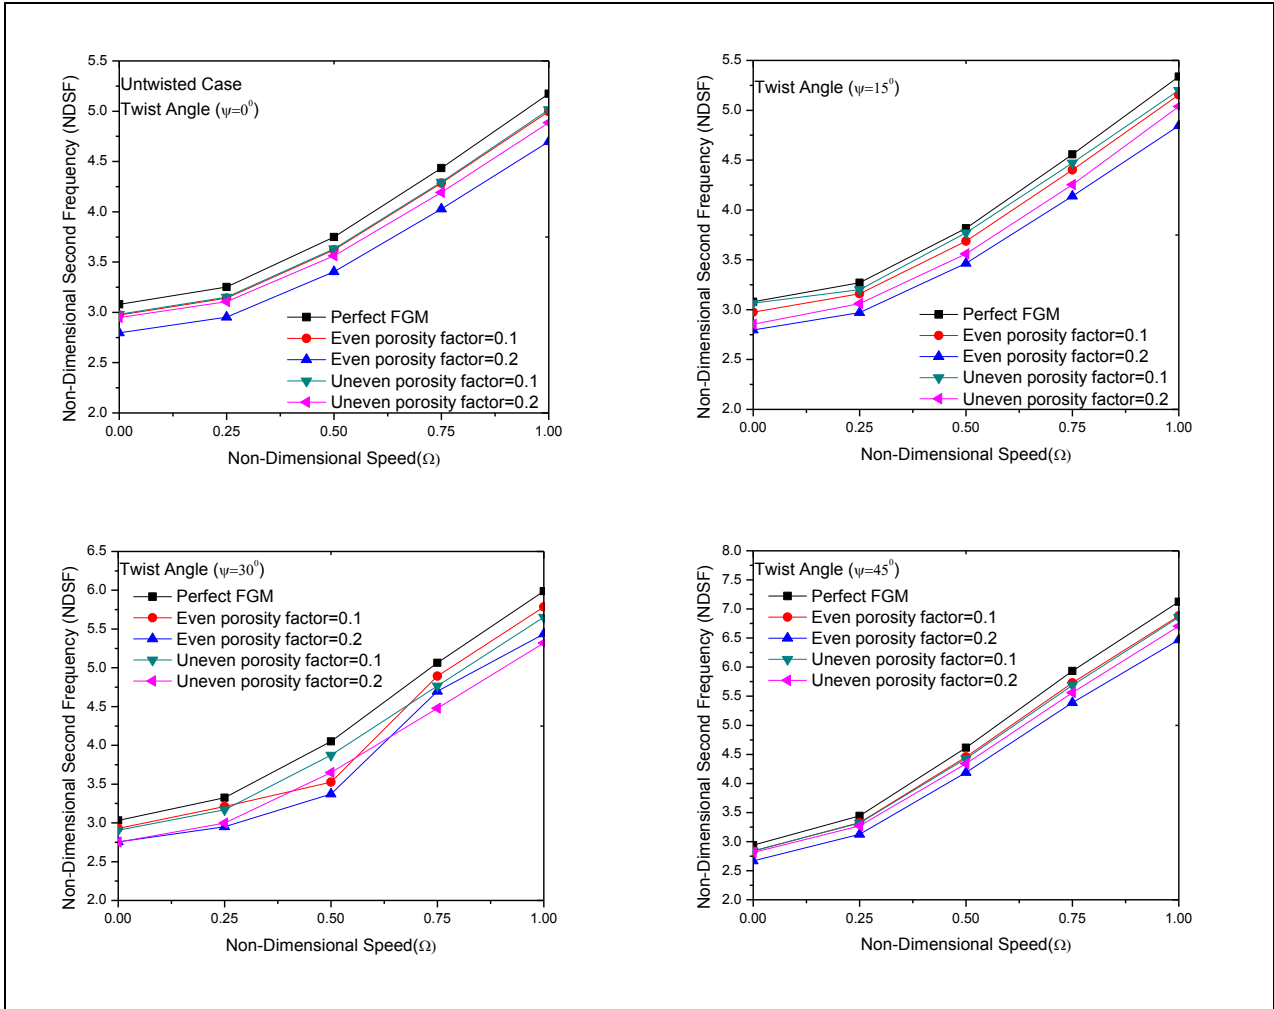 Untwisted Case
Twist Angle (ψ=0⁰)
Non-Dimensional Second Frequency (NDSF)
5.5
5.0
4.5
4.0
3.5
3.0
2.5
2.0
Perfect FGM
Even porosity factor=0.1
Even porosity factor=0.2
Uneven porosity factor=0.1
Uneven porosity factor=0.2
0.00 0.25 0.50 0.75 1.00
Non-Dimensional Speed(Ω)
Twist Angle (ψ=15⁰)
Non-Dimensional Second Frequency (NDSF)
5.5
5.0
4.5
4.0
3.5
3.0
2.5
2.0
Perfect FGM
Even porosity factor=0.1
Even porosity factor=0.2
Uneven porosity factor=0.1
Uneven porosity factor=0.2
0.00 0.25 0.50 0.75 1.00
Non-Dimensional Speed(Ω)
Twist Angle (ψ=30⁰)
Perfect FGM
Even porosity factor=0.1
Even porosity factor=0.2
Uneven porosity factor=0.1
Uneven porosity factor=0.2
Non-Dimensional Second Frequency (NDSF)
6.5
6.0
5.5
5.0
4.5
4.0
3.5
3.0
2.5
2.0
0.00 0.25 0.50 0.75 1.00
Non-Dimensional Speed(Ω)
Twist Angle (ψ=45⁰)
Perfect FGM
Even porosity factor=0.1
Even porosity factor=0.2
Uneven porosity factor=0.1
Uneven porosity factor=0.2
Non-Dimensional Second Frequency (NDSF)
8.0
7.5
7.0
6.5
6.0
5.5
5.0
4.5
4.0
3.5
3.0
2.5
2.0
0.00 0.25 0.50 0.75 1.00
Non-Dimensional Speed(Ω)